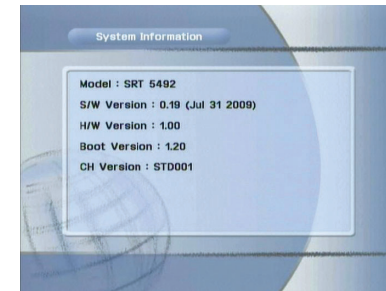 System Information
Model : SRT 5492
S/W Version : 0.19 (Jul 31 2009)
H/W Version : 1.00
Boot Version : 1.20
CH Version : STD001